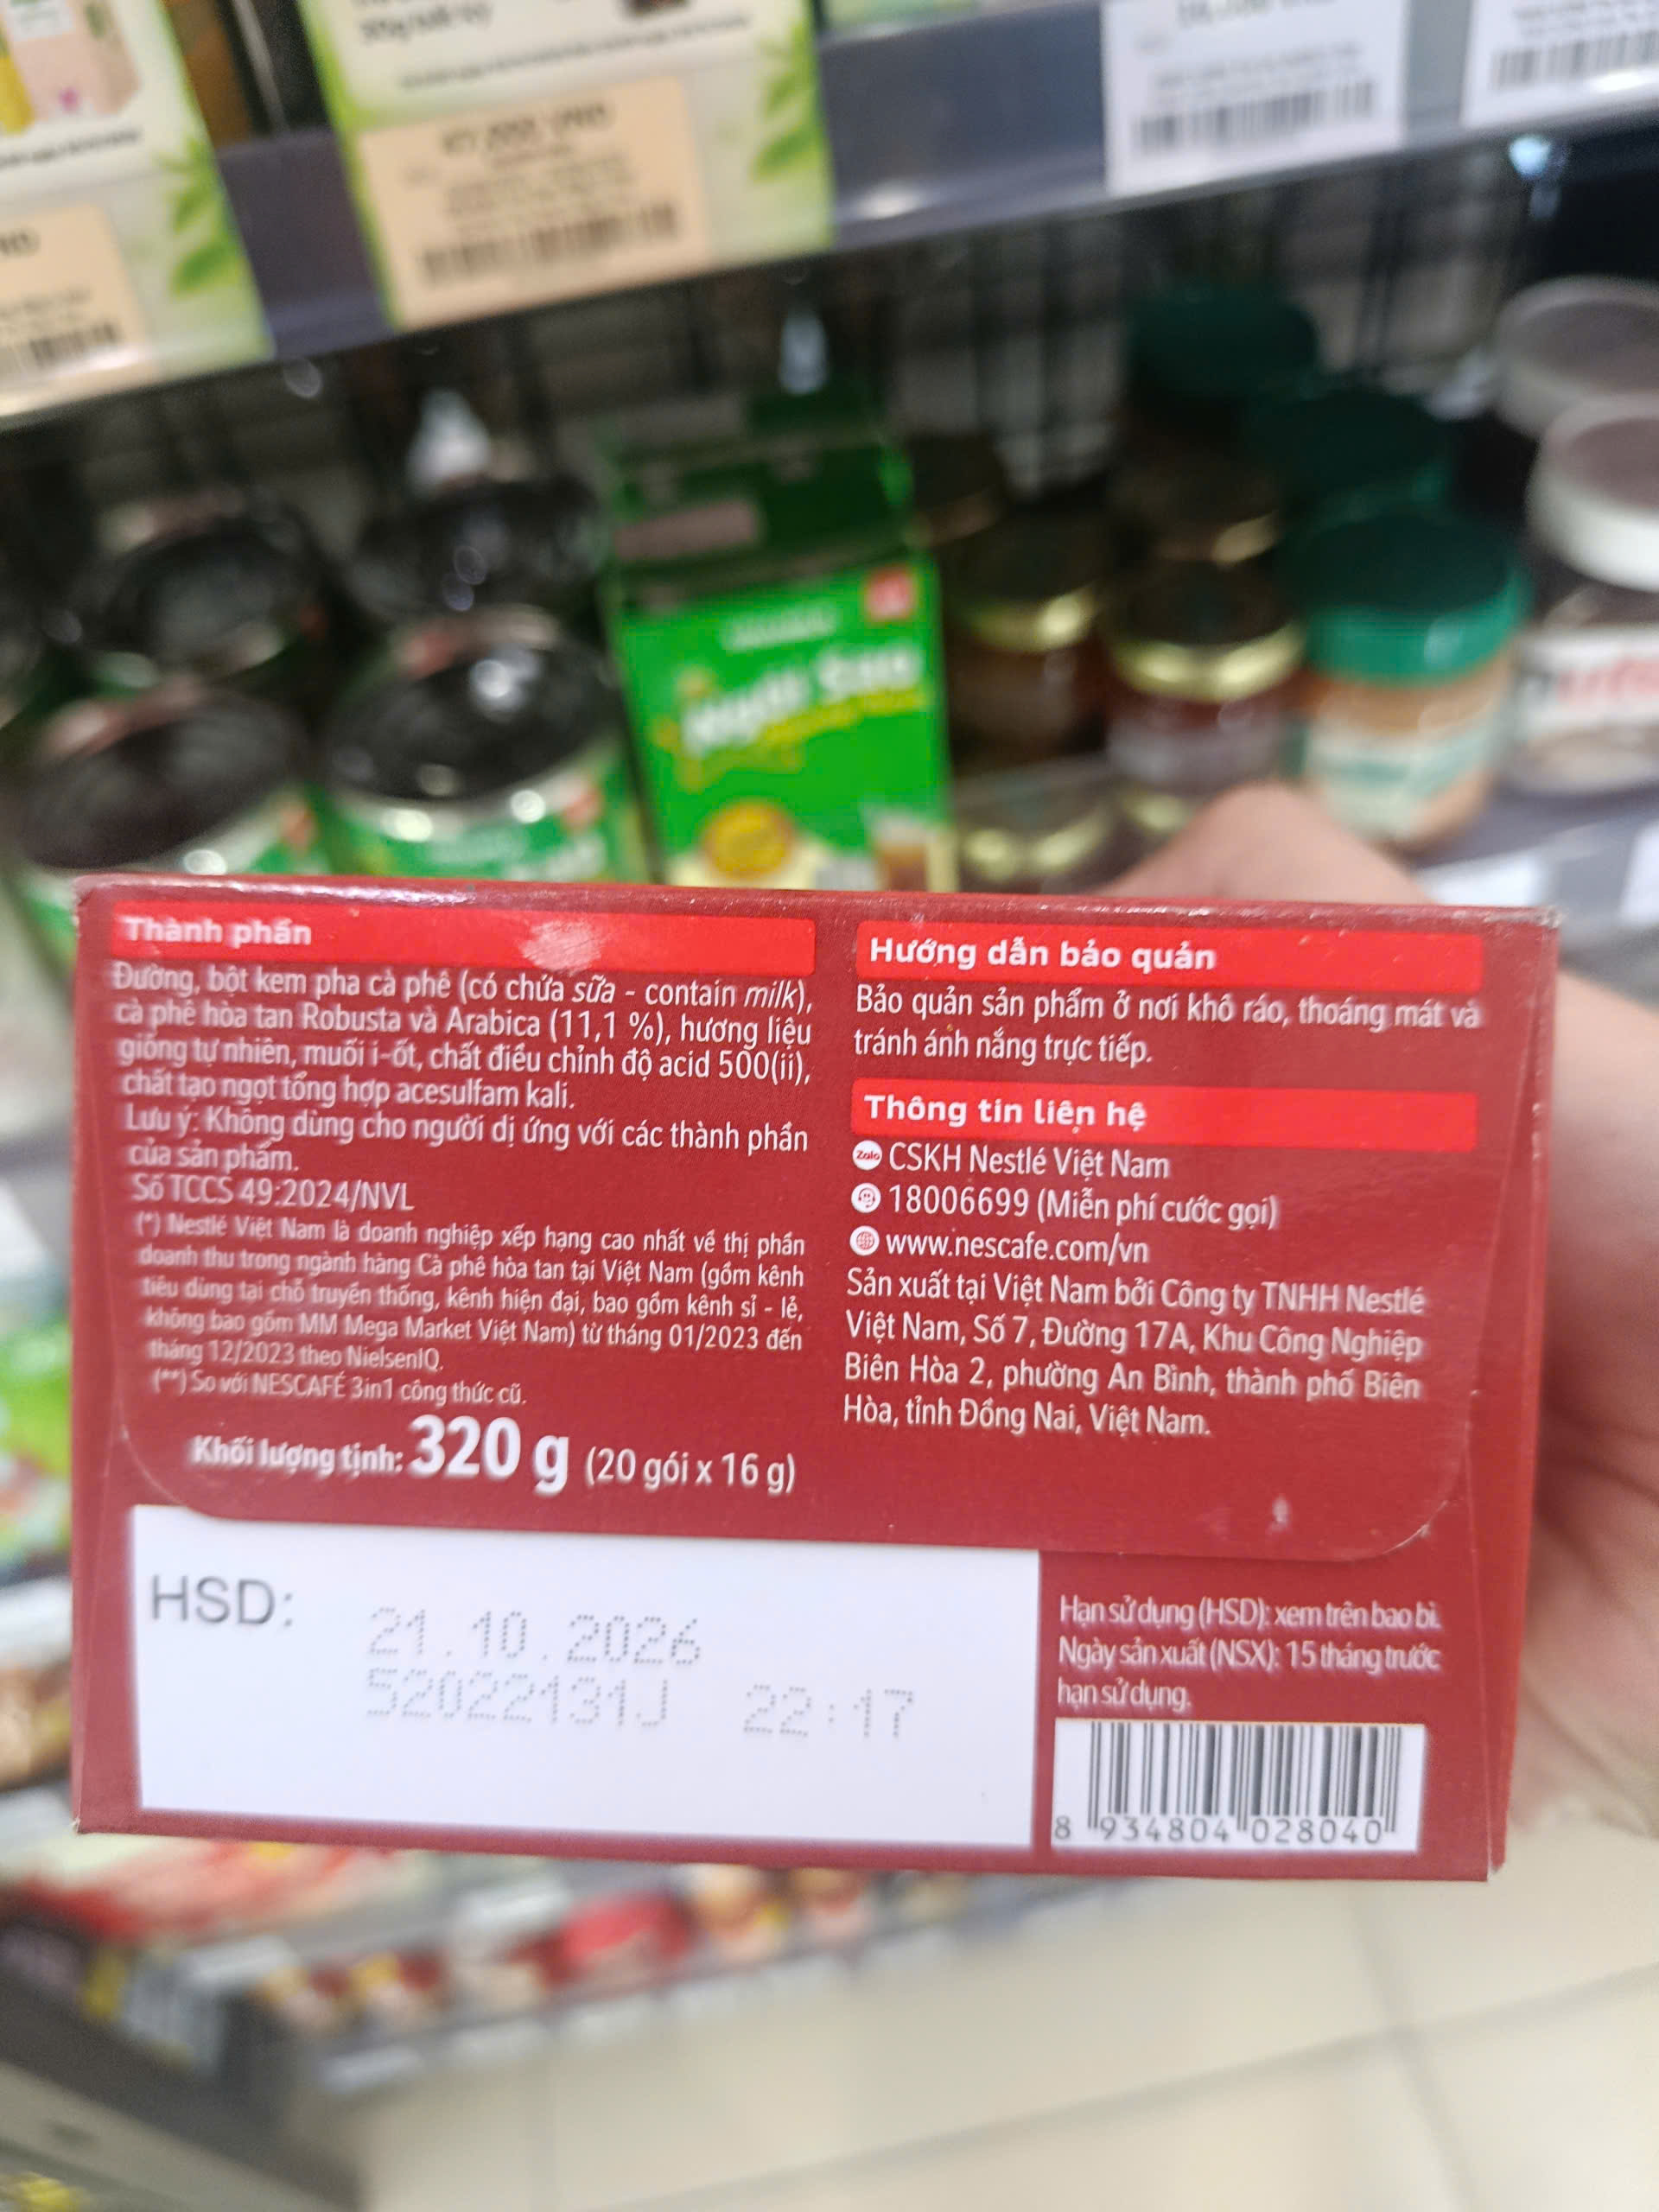 Thành phần
Đường, bột kem pha cà phê (có chứa sữa - contain milk),
cà phê hòa tan Robusta và Arabica (11,1 %), hương liệu
giống tự nhiên, muối i-ốt, chất điều chỉnh độ acid 500(ii),
chất tạo ngọt tổng hợp acesulfam kali.
Lưu ý: Không dùng cho người dị ứng với các thành phần
của sản phẩm.
Số TCCS 49:2024/NVL
(*) Nestlé Việt Nam là doanh nghiệp xếp hạng cao nhất về thị phần
doanh thu trong ngành hàng Cà phê hòa tan tại Việt Nam (gồm kênh
tiêu dùng tại chỗ truyền thống, kênh hiện đại, bao gồm kênh sỉ - lẻ,
không bao gồm MM Mega Market Việt Nam) từ tháng 01/2023 đến
tháng 12/2023 theo NielsenIQ.
(**) So với NESCAFÉ 3in1 công thức cũ.
Khối lượng tịnh: 320 g (20 gói x 16 g)
Hướng dẫn bảo quản
Bảo quản sản phẩm ở nơi khô ráo, thoáng mát và
tránh ánh nắng trực tiếp.
Thông tin liên hệ
Zalo CSKH Nestlé Việt Nam
18006699 (Miễn phí cước gọi)
www.nescafe.com/vn
Sản xuất tại Việt Nam bởi Công ty TNHH Nestlé
Việt Nam, Số 7, Đường 17A, Khu Công Nghiệp
Biên Hòa 2, phường An Bình, thành phố Biên
Hòa, tỉnh Đồng Nai, Việt Nam.
HSD: 21.10.2026
52022131J 22:17
Hạn sử dụng (HSD): xem trên bao bì.
Ngày sản xuất (NSX): 15 tháng trước
hạn sử dụng.
8 934804 028040